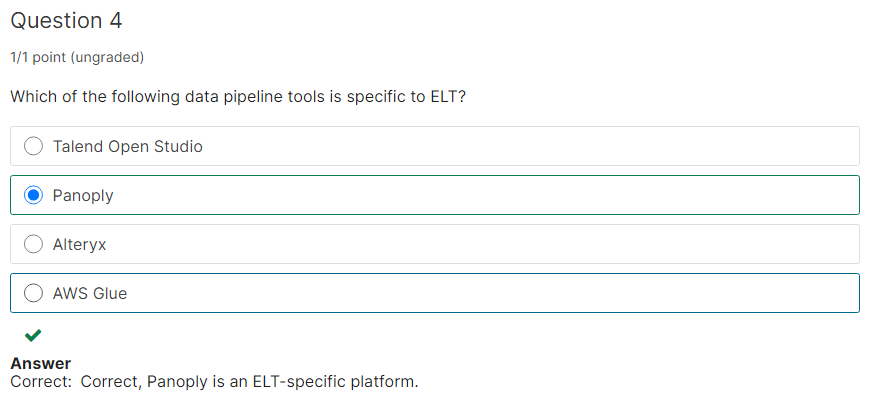 Question 4
1/1 point (ungraded)
Which of the following data pipeline tools is specific to ELT?
Talend Open Studio
Panoply
Alteryx
AWS Glue
Answer
Correct: Correct, Panoply is an ELT-specific platform.